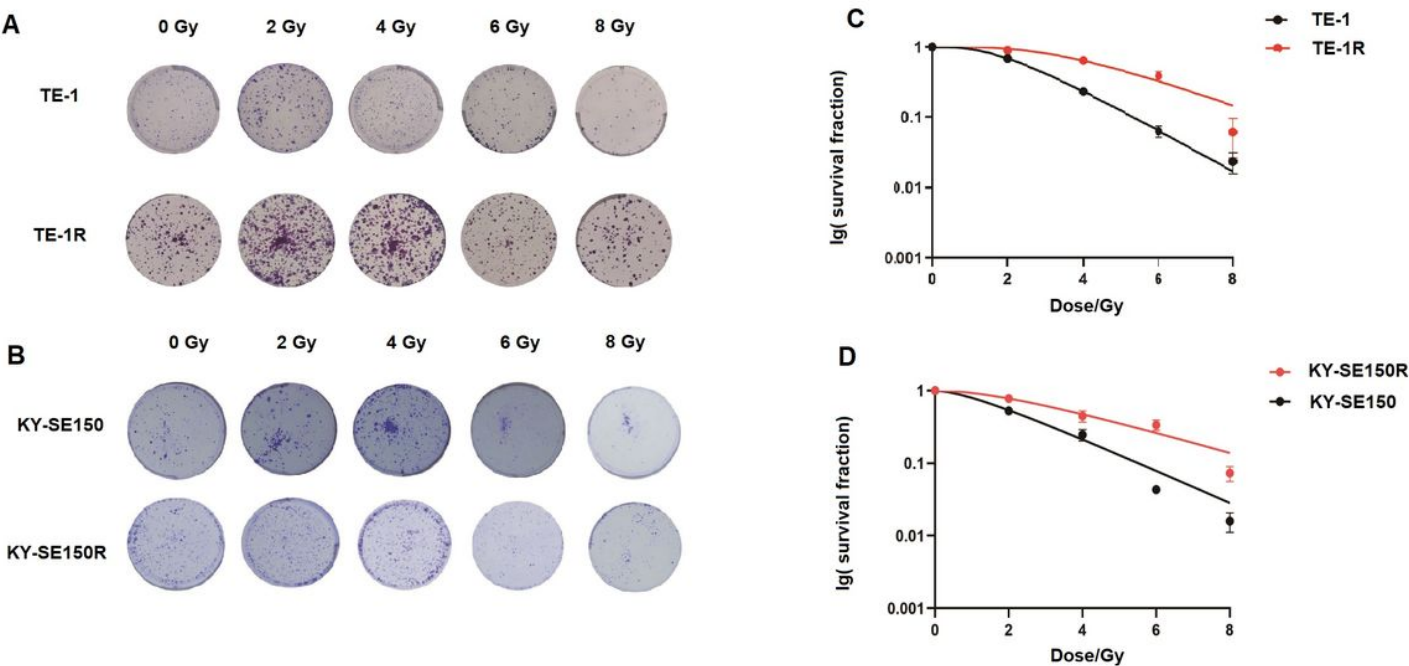 A
0 Gy 2 Gy 4 Gy 6 Gy 8 Gy
TE-1
TE-1R
B
0 Gy 2 Gy 4 Gy 6 Gy 8 Gy
KY-SE150
KY-SE150R
C
TE-1
TE-1R
lg( survival fraction)
1
0.1
0.01
0.001
0 2 4 6 8
Dose/Gy
D
KY-SE150R
KY-SE150
lg( survival fraction)
1
0.1
0.01
0.001
0 2 4 6 8
Dose/Gy